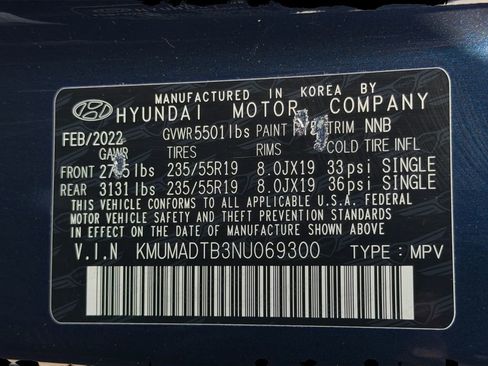 MANUFACTURED IN KOREA BY
HYUNDAI MOTOR COMPANY
FEB/2022 GVWR 5501 lbs PAINT TRIM NNB
GAWR TIRES RIMS COLD TIRE INFL
FRONT lbs 235/55R19 8.0JX19 33psi SINGLE
REAR 3131 lbs 235/55R19 8.0JX19 36psi SINGLE
THIS VEHICLE CONFORMS TO ALL APPLICABLE U.S.A. FEDERAL
MOTOR VEHICLE SAFETY AND THEFT PREVENTION STANDARDS
IN EFFECT ON THE DATE OF MANUFACTURE SHOWN ABOVE
V.I.N KMUMADTB3NU069300 TYPE: MPV